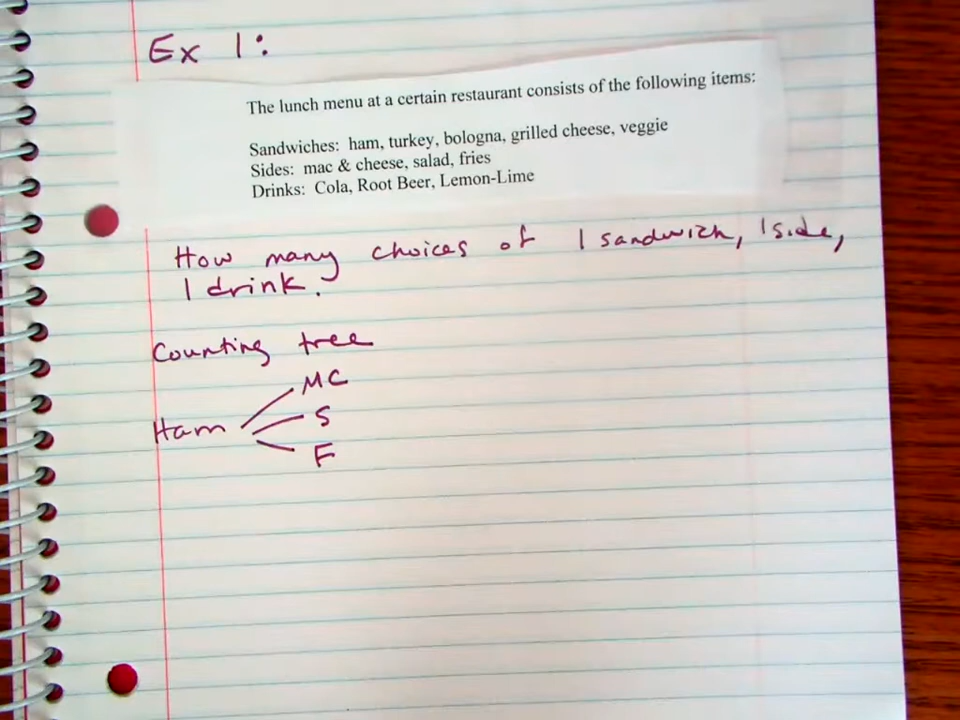 Ex 1:
The lunch menu at a certain restaurant consists of the following items:
Sandwiches: ham, turkey, bologna, grilled cheese, veggie
Sides: mac & cheese, salad, fries
Drinks: Cola, Root Beer, Lemon-Lime
How many choices of 1 sandwich, 1 side,
1 drink.
Counting tree
MC
Ham S
F